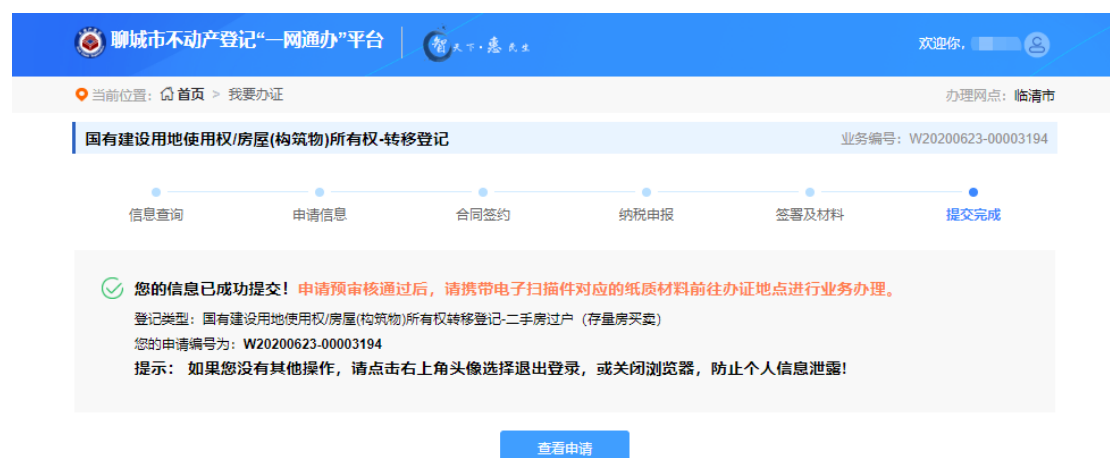 聊城市不动产登记“一网通办”平台
智天下·惠民生
欢迎你，
当前位置： 首页 > 我要办证
办理网点：临清市
国有建设用地使用权/房屋(构筑物)所有权-转移登记
业务编号：W20200623-00003194
信息查询 申请信息 合同签约 纳税申报 签署及材料 提交完成
您的信息已成功提交！申请预审核通过后，请携带电子扫描件对应的纸质材料前往办证地点进行业务办理。
登记类型：国有建设用地使用权/房屋(构筑物)所有权转移登记-二手房过户（存量房买卖）
您的申请编号为：W20200623-00003194
提示： 如果您没有其他操作，请点击右上角头像选择退出登录，或关闭浏览器，防止个人信息泄露!
查看申请